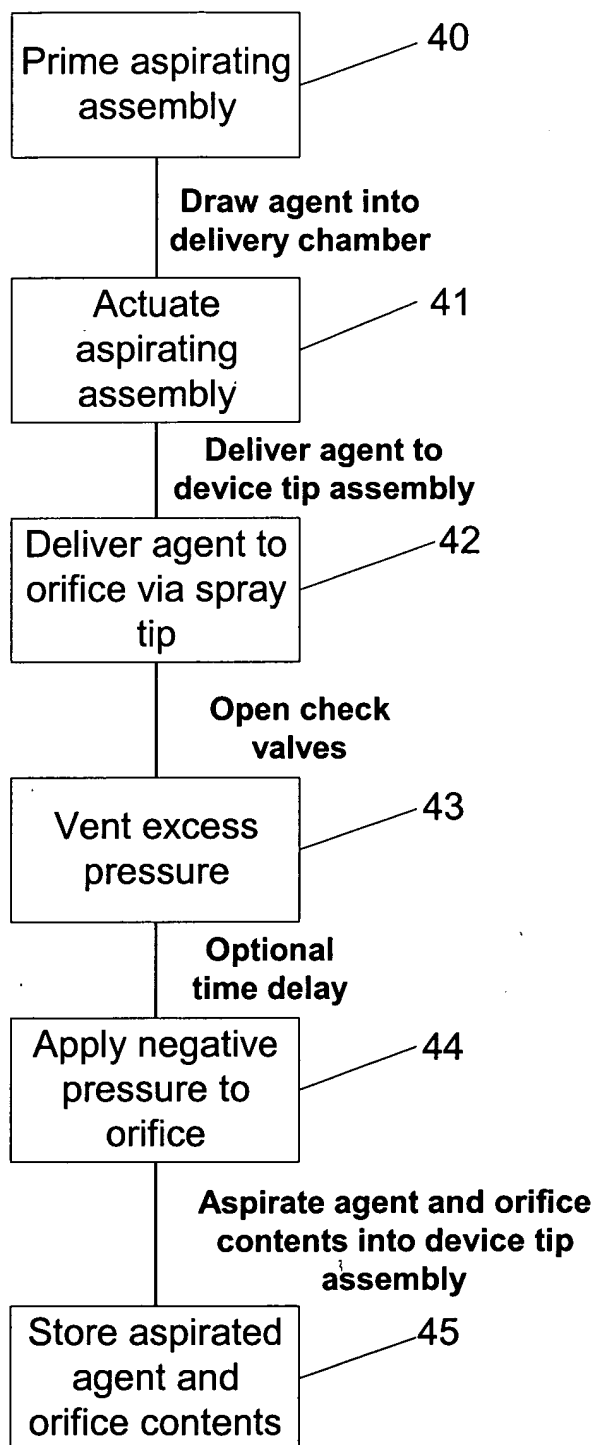 40
Prime aspirating
assembly
Draw agent into
delivery chamber
41
Actuate
aspirating
assembly
Deliver agent to
device tip assembly
42
Deliver agent to
orifice via spray
tip
Open check
valves
43
Vent excess
pressure
Optional
time delay
44
Apply negative
pressure to
orifice
Aspirate agent and orifice
contents into device tip
assembly
45
Store aspirated
agent and
orifice contents